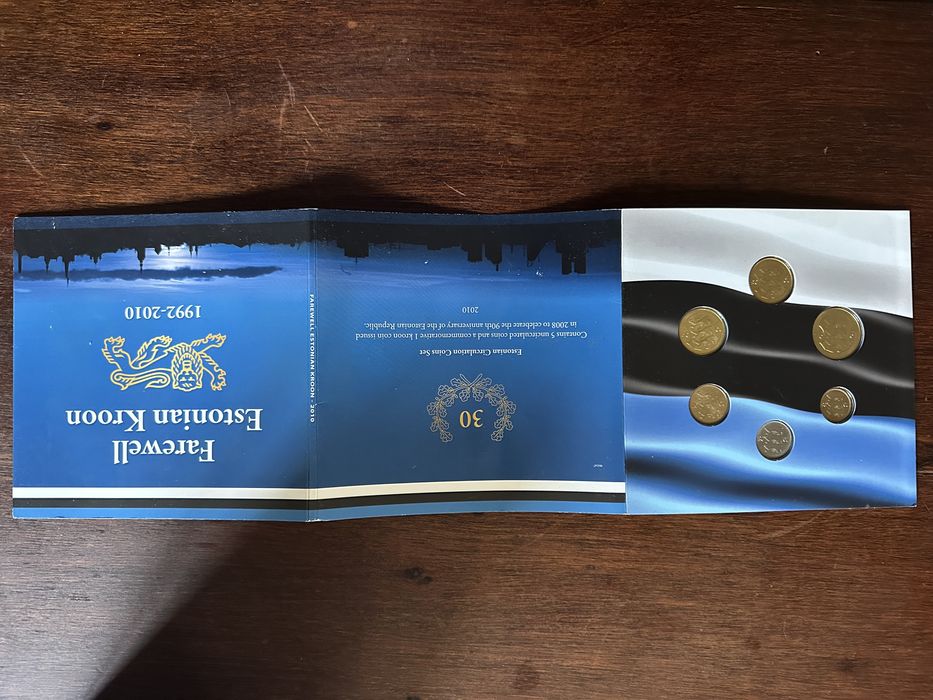 Farewell
Estonian Kroon
1992-2010
FAREWELL ESTONIAN KROON - 2010
30
Estonian Circulation Coins Set
Contains 5 uncirculated coins and a commemorative 1 kroon coin issued
in 2008 to celebrate the 90th anniversary of the Estonian Republic.
2010